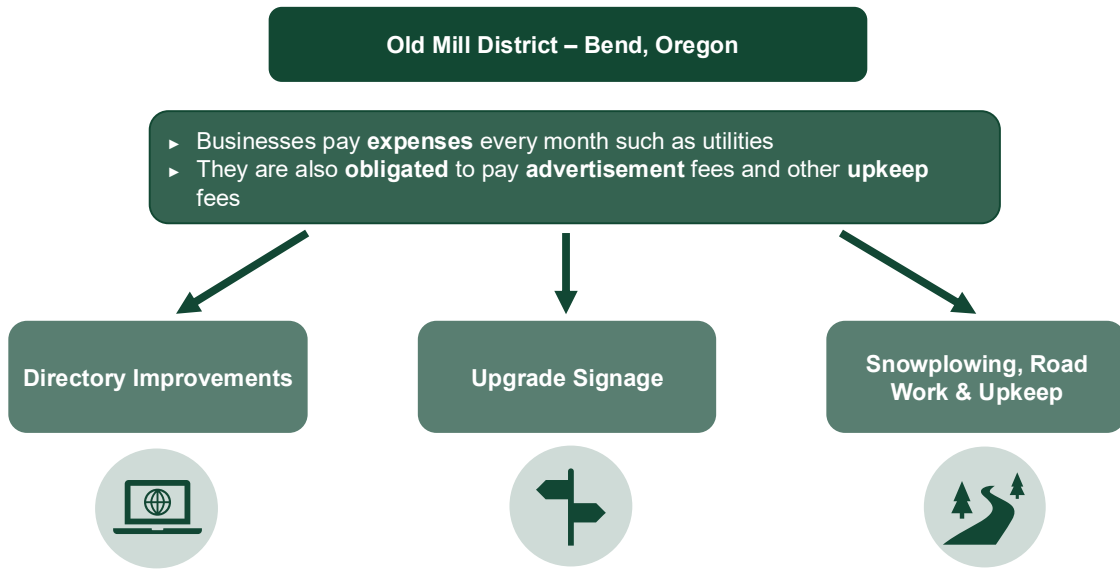 Old Mill District – Bend, Oregon
► Businesses pay expenses every month such as utilities
► They are also obligated to pay advertisement fees and other upkeep
fees
Directory Improvements
Upgrade Signage
Snowplowing, Road
Work & Upkeep